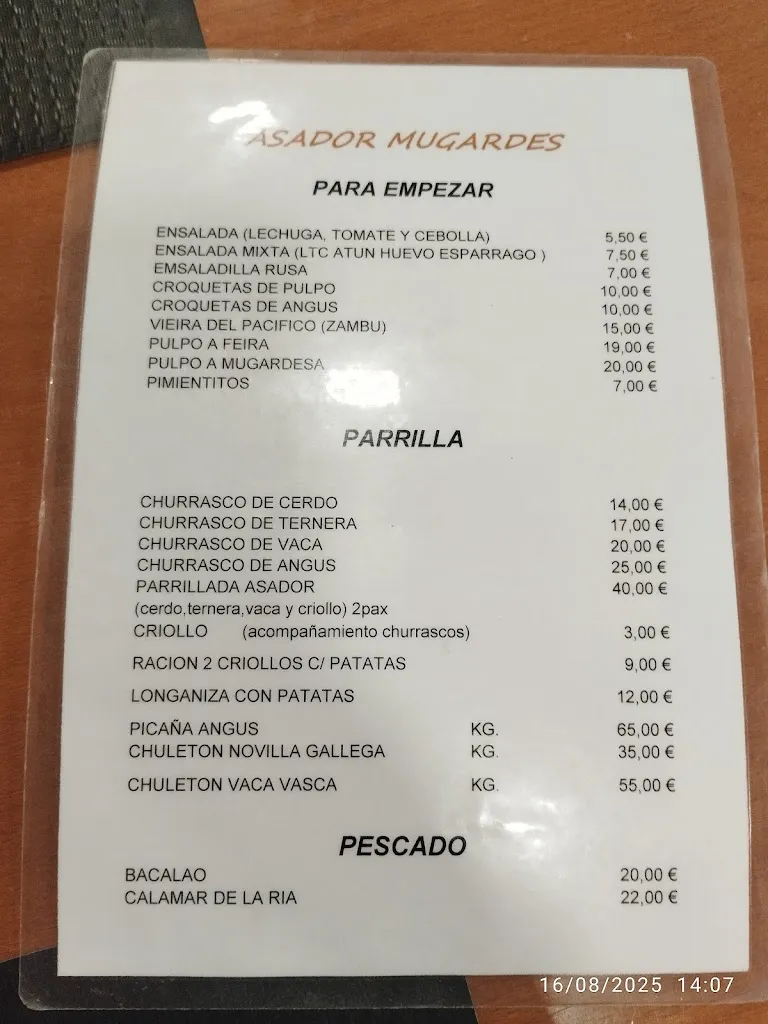 ASADOR MUGARDES
PARA EMPEZAR
ENSALADA (LECHUGA, TOMATE Y CEBOLLA) 5,50 €
ENSALADA MIXTA (LTC ATUN HUEVO ESPARRAGO ) 7,50 €
EMSALADILLA RUSA 7,00 €
CROQUETAS DE PULPO 10,00 €
CROQUETAS DE ANGUS 10,00 €
VIEIRA DEL PACIFICO (ZAMBU) 15,00 €
PULPO A FEIRA 19,00 €
PULPO A MUGARDESA 20,00 €
PIMIENTITOS 7,00 €
PARRILLA
CHURRASCO DE CERDO 14,00 €
CHURRASCO DE TERNERA 17,00 €
CHURRASCO DE VACA 20,00 €
CHURRASCO DE ANGUS 25,00 €
PARRILLADA ASADOR 40,00 €
(cerdo,ternera,vaca y criollo) 2pax
CRIOLLO (acompañamiento churrascos) 3,00 €
RACION 2 CRIOLLOS C/ PATATAS 9,00 €
LONGANIZA CON PATATAS 12,00 €
PICAÑA ANGUS KG. 65,00 €
CHULETON NOVILLA GALLEGA KG. 35,00 €
CHULETON VACA VASCA KG. 55,00 €
PESCADO
BACALAO 20,00 €
CALAMAR DE LA RIA 22,00 €
16/08/2025 14:07